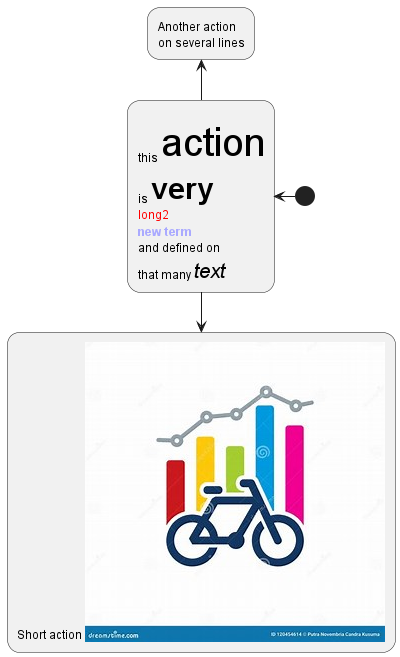 Another action
on several lines
this action
is very
long2
new term
and defined on
that many text
Short action
dreamstime.com
ID 120454614 © Putra Novembria Candra Kusuma